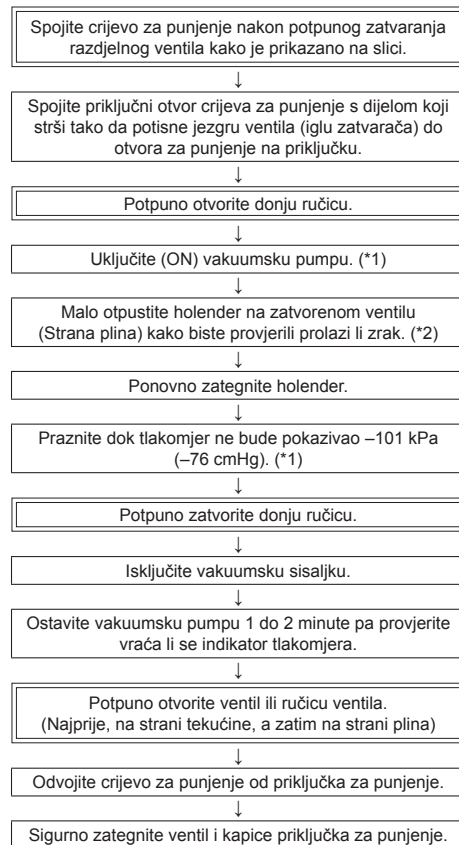 Spojite crijevo za punjenje nakon potpunog zatvaranja
razdjelnog ventila kako je prikazano na slici.
↓
Spojite priključni otvor crijeva za punjenje s dijelom koji
strši tako da potisne jezgru ventila (iglu zatvarača) do
otvora za punjenje na priključku.
↓
Potpuno otvorite donju ručicu.
↓
Uključite (ON) vakuumsku pumpu. (*1)
↓
Malo otpustite holender na zatvorenom ventilu
(Strana plina) kako biste provjerili prolazi li zrak. (*2)
↓
Ponovno zategnite holender.
↓
Praznite dok tlakomjer ne bude pokazivao –101 kPa
(–76 cmHg). (*1)
↓
Potpuno zatvorite donju ručicu.
↓
Isključite vakuumsku sisaljku.
↓
Ostavite vakuumsku pumpu 1 do 2 minute pa provjerite
vraća li se indikator tlakomjera.
↓
Potpuno otvorite ventil ili ručicu ventila.
(Najprije, na strani tekućine, a zatim na strani plina)
↓
Odvojite crijevo za punjenje od priključka za punjenje.
↓
Sigurno zategnite ventil i kapice priključka za punjenje.